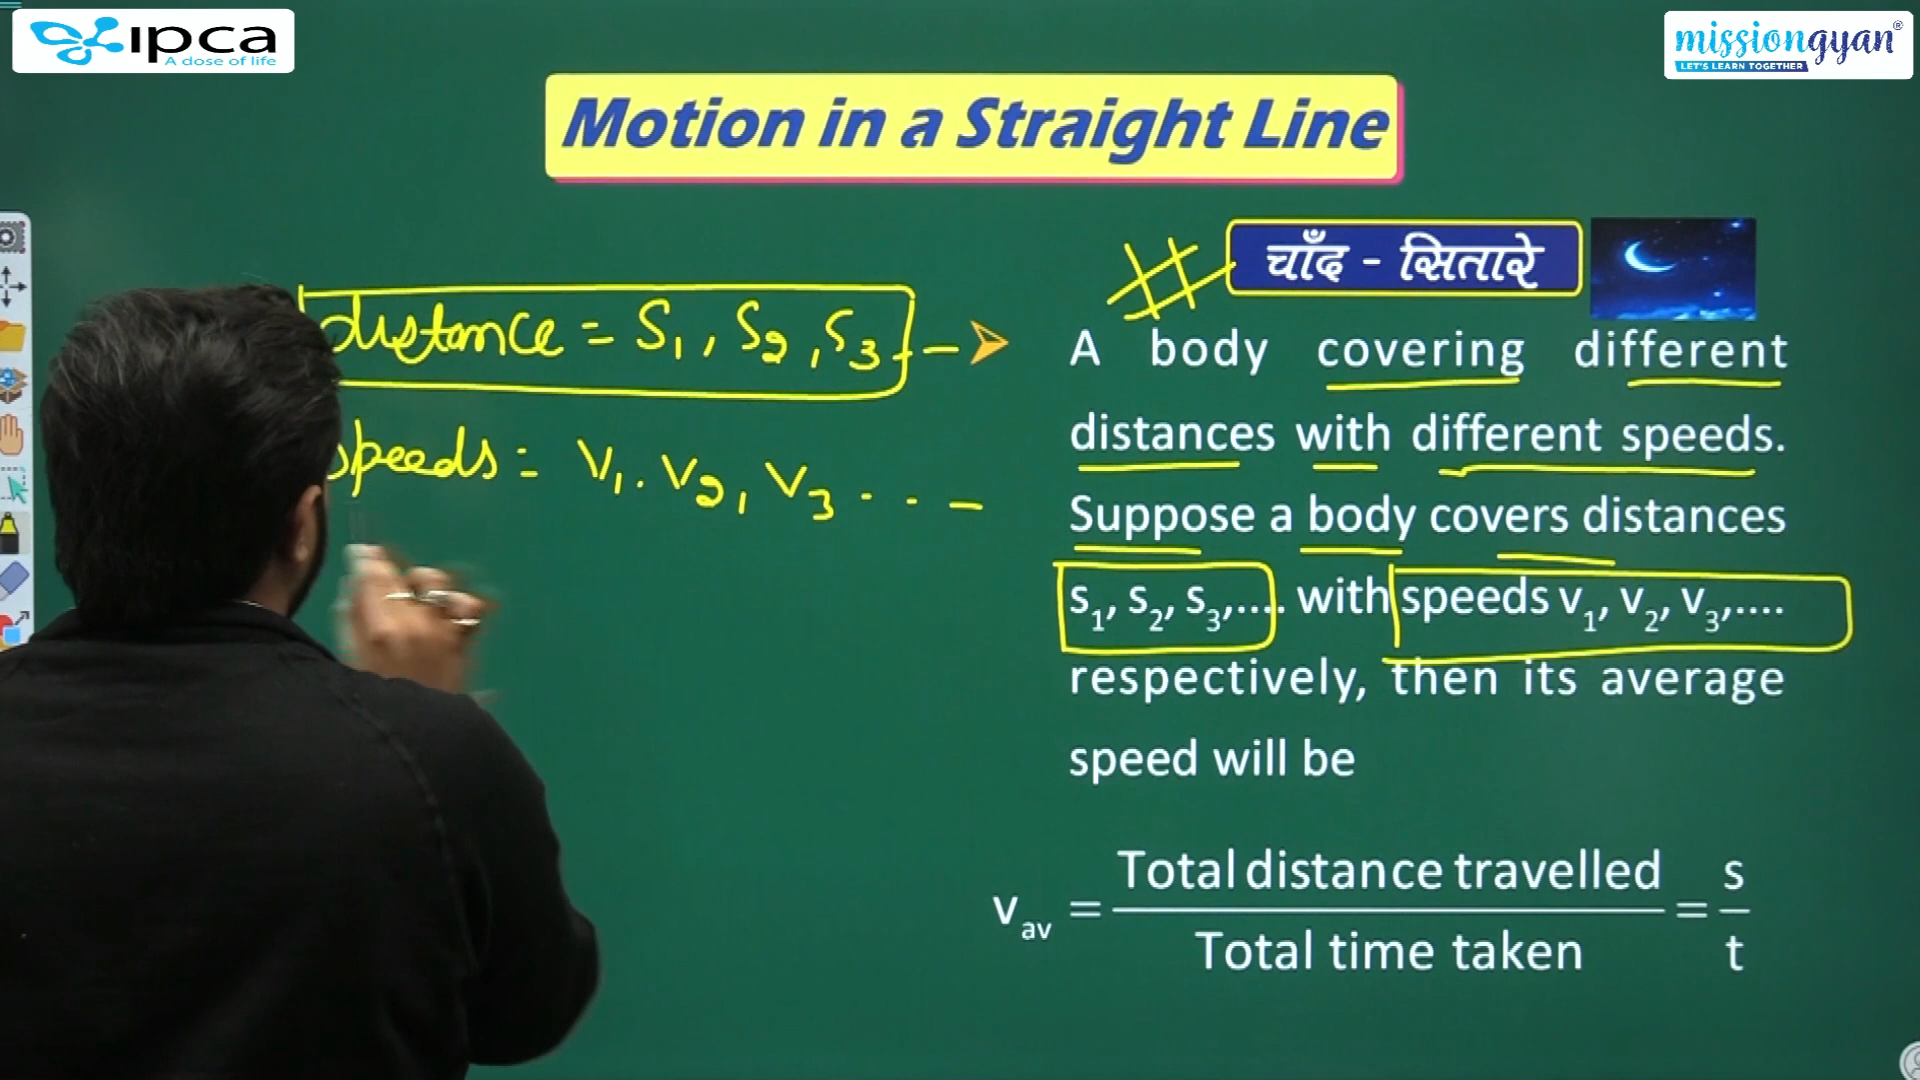 ipca
A dose of life
missiongyan®
LET'S LEARN TOGETHER
Motion in a Straight Line
चाँद - सितारे
distance = S₁, S₂, S₃ - -
speeds = v₁, v₂, v₃ - - -
A body covering different
distances with different speeds.
Suppose a body covers distances
s₁, s₂, s₃,.... with speeds v₁, v₂, v₃,....
respectively, then its average
speed will be
v_av = Total distance travelled / Total time taken = s / t